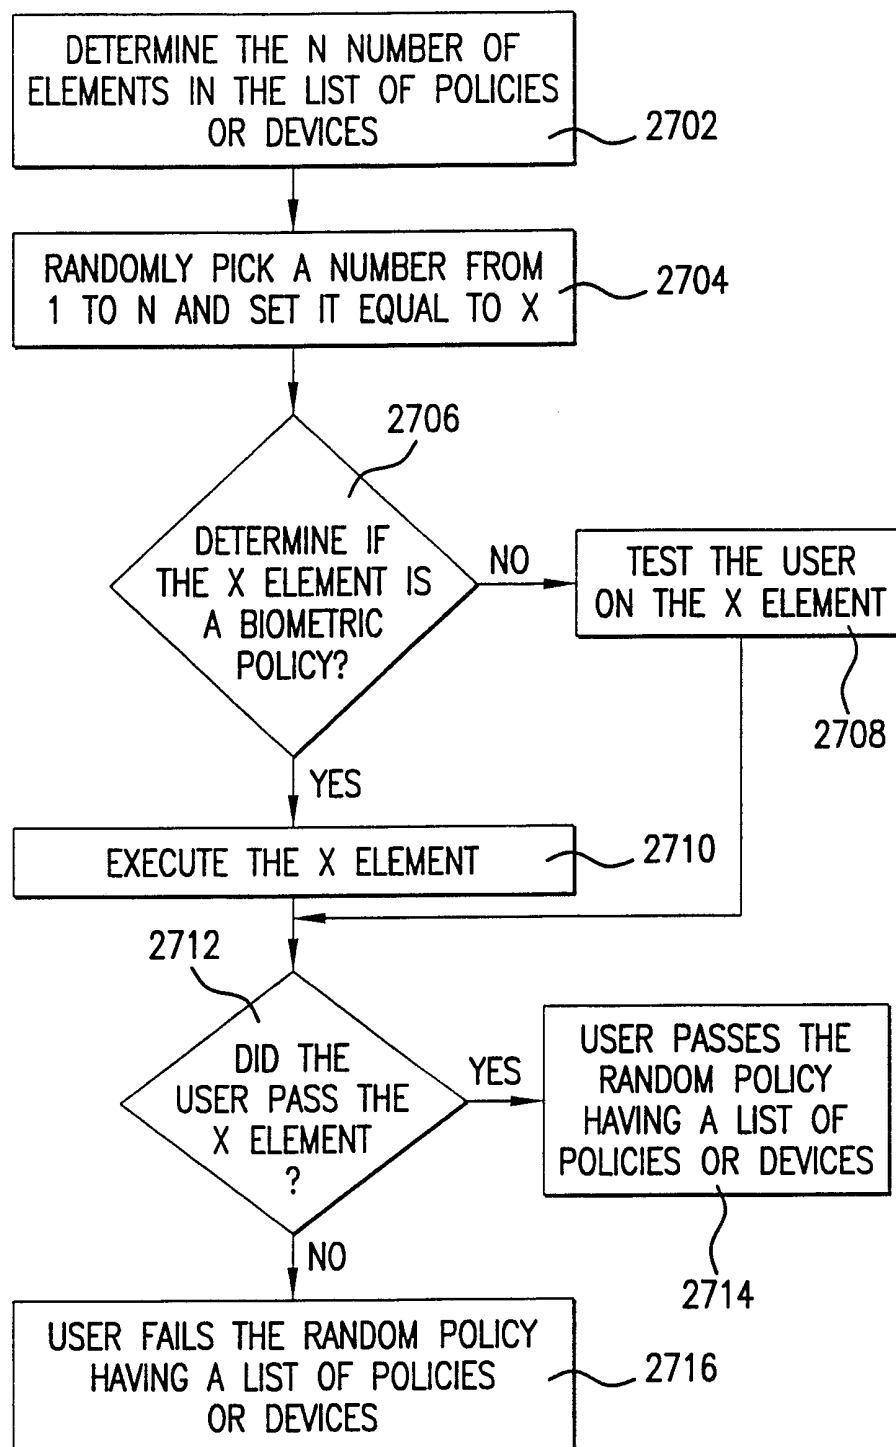 DETERMINE THE N NUMBER OF
ELEMENTS IN THE LIST OF POLICIES
OR DEVICES
2702
RANDOMLY PICK A NUMBER FROM
1 TO N AND SET IT EQUAL TO X
2704
2706
DETERMINE IF
THE X ELEMENT IS
A BIOMETRIC
POLICY?
NO
TEST THE USER
ON THE X ELEMENT
2708
YES
EXECUTE THE X ELEMENT
2710
2712
DID THE
USER PASS THE
X ELEMENT
?
YES
USER PASSES THE
RANDOM POLICY
HAVING A LIST OF
POLICIES OR DEVICES
2714
NO
USER FAILS THE RANDOM POLICY
HAVING A LIST OF POLICIES
OR DEVICES
2716